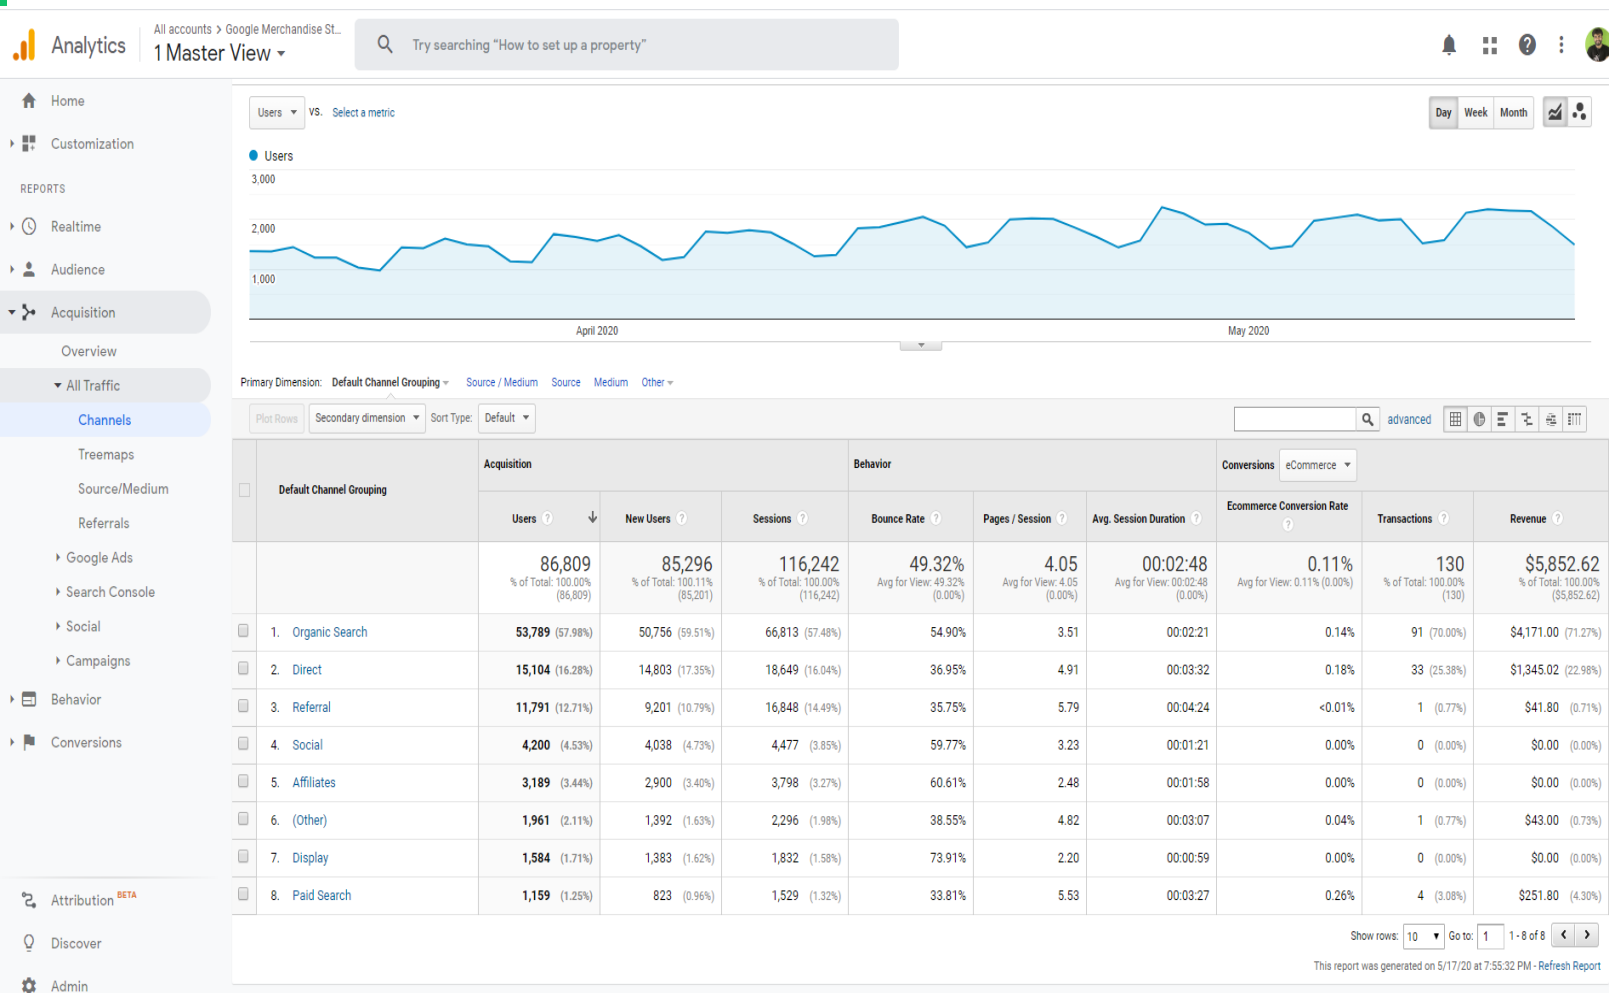 Analytics
All accounts > Google Merchandise St...
1 Master View
Try searching “How to set up a property”
Home
Customization
REPORTS
Realtime
Audience
Acquisition
Overview
All Traffic
Channels
Treemaps
Source/Medium
Referrals
Google Ads
Search Console
Social
Campaigns
Behavior
Conversions
Attribution BETA
Discover
Admin
Users VS. Select a metric
Day Week Month
Users
3,000
2,000
1,000
April 2020 May 2020
Primary Dimension: Default Channel Grouping Source / Medium Source Medium Other
Plot Rows Secondary dimension Sort Type: Default advanced
Default Channel Grouping
Acquisition Behavior Conversions eCommerce
Users ? New Users ? Sessions ? Bounce Rate ? Pages / Session ? Avg. Session Duration ? Ecommerce Conversion Rate ? Transactions ? Revenue ?
86,809 85,296 116,242 49.32% 4.05 00:02:48 0.11% 130 $5,852.62
% of Total: 100.00% % of Total: 100.11% % of Total: 100.00% Avg for View: 49.32% Avg for View: 4.05 Avg for View: 00:02:48 Avg for View: 0.11% (0.00%) % of Total: 100.00% % of Total: 100.00%
(86,809) (85,201) (116,242) (0.00%) (0.00%) (0.00%) (130) ($5,852.62)
1. Organic Search 53,789 (57.98%) 50,756 (59.51%) 66,813 (57.48%) 54.90% 3.51 00:02:21 0.14% 91 (70.00%) $4,171.00 (71.27%)
2. Direct 15,104 (16.28%) 14,803 (17.35%) 18,649 (16.04%) 36.95% 4.91 00:03:32 0.18% 33 (25.38%) $1,345.02 (22.98%)
3. Referral 11,791 (12.71%) 9,201 (10.79%) 16,848 (14.49%) 35.75% 5.79 00:04:24 <0.01% 1 (0.77%) $41.80 (0.71%)
4. Social 4,200 (4.53%) 4,038 (4.73%) 4,477 (3.85%) 59.77% 3.23 00:01:21 0.00% 0 (0.00%) $0.00 (0.00%)
5. Affiliates 3,189 (3.44%) 2,900 (3.40%) 3,798 (3.27%) 60.61% 2.48 00:01:58 0.00% 0 (0.00%) $0.00 (0.00%)
6. (Other) 1,961 (2.11%) 1,392 (1.63%) 2,296 (1.98%) 38.55% 4.82 00:03:07 0.04% 1 (0.77%) $43.00 (0.73%)
7. Display 1,584 (1.71%) 1,383 (1.62%) 1,832 (1.58%) 73.91% 2.20 00:00:59 0.00% 0 (0.00%) $0.00 (0.00%)
8. Paid Search 1,159 (1.25%) 823 (0.96%) 1,529 (1.32%) 33.81% 5.53 00:03:27 0.26% 4 (3.08%) $251.80 (4.30%)
Show rows: 10 Go to: 1 1 - 8 of 8
This report was generated on 5/17/20 at 7:55:32 PM - Refresh Report